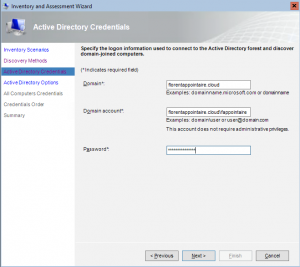 Inventory and Assessment Wizard
Active Directory Credentials
Inventory Scenarios
Discovery Methods
Active Directory Credentials
Active Directory Options
All Computers Credentials
Credentials Order
Summary
Specify the logon information used to connect to the Active Directory forest and discover
domain-joined computers.
(*:Indicates required field)
Domain*:
florentappointaire.cloud
Examples: domainname.microsoft.com or domainname
Domain account*:
florentappointaire.cloud\fappointaire
Examples: domain\user or user@domain.com
This account does not require administrative privileges.
Password*:
< Previous
Next >
Finish
Cancel